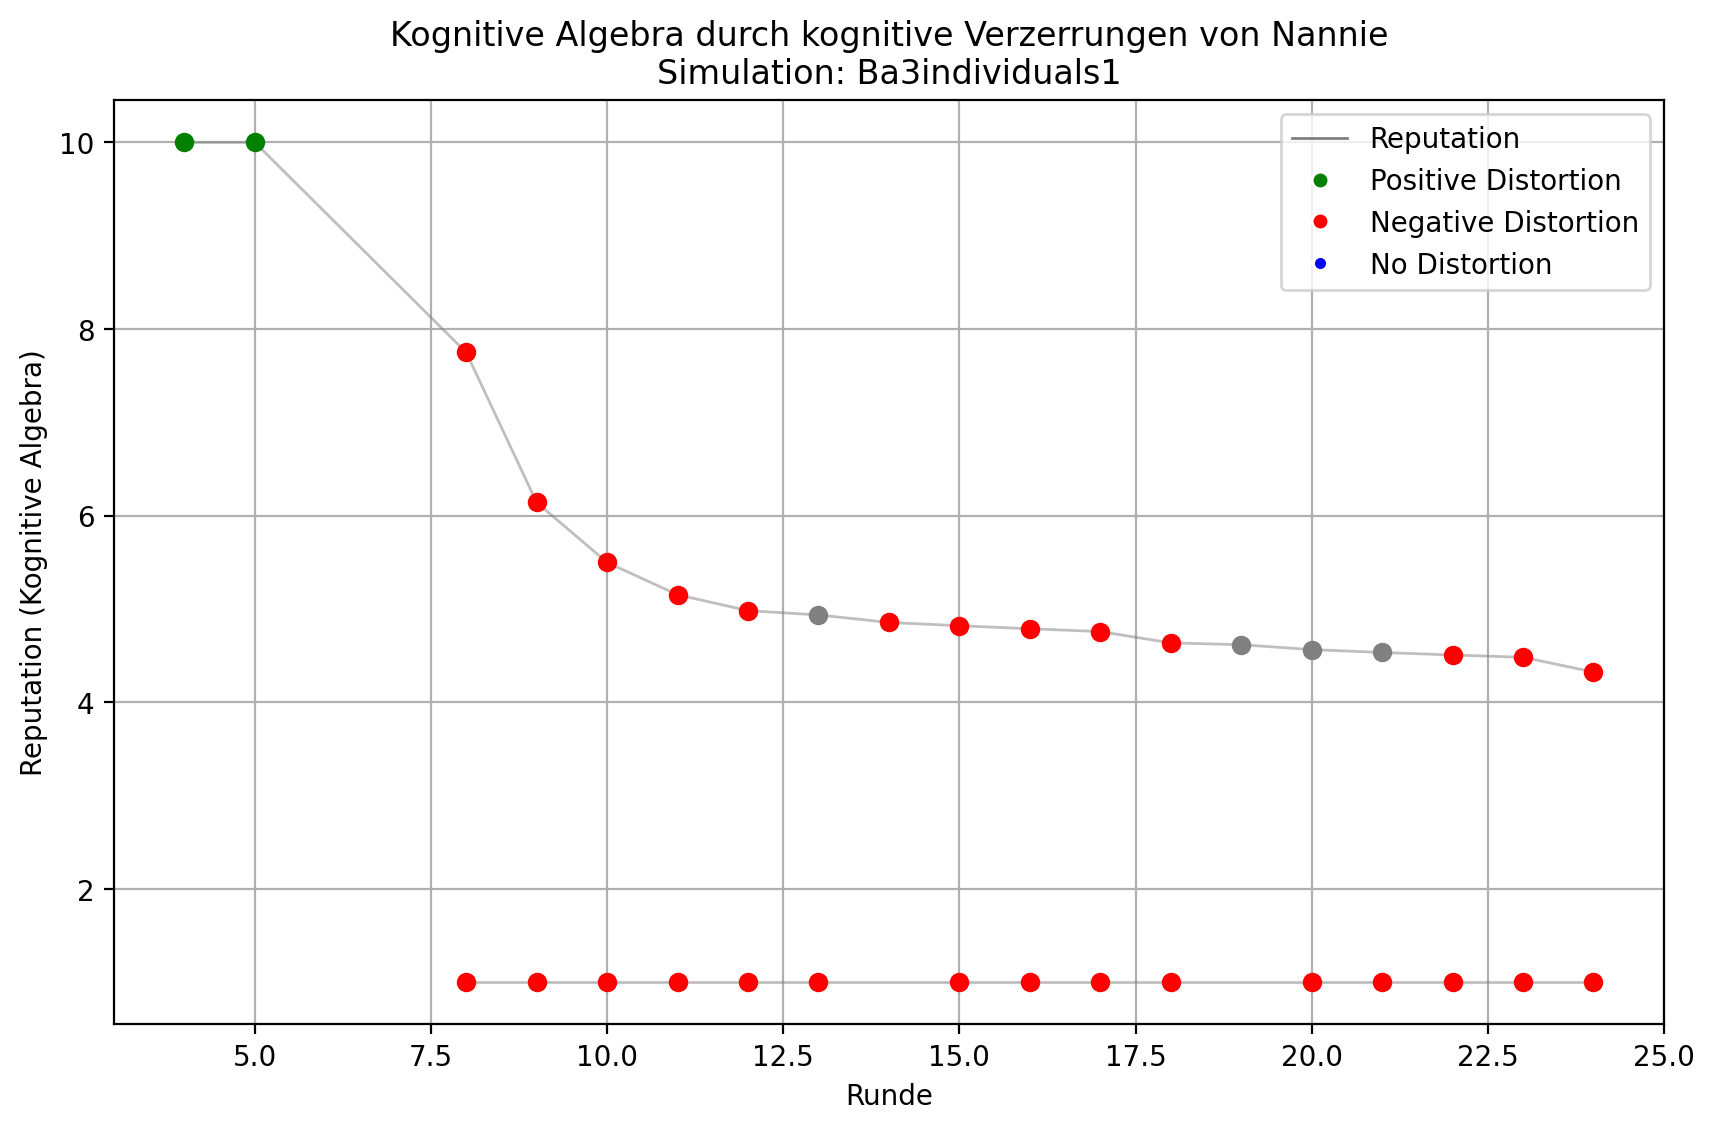 Kognitive Algebra durch kognitive Verzerrungen von Nannie
Simulation: Ba3individuals1
Reputation
Positive Distortion
Negative Distortion
No Distortion
Reputation (Kognitive Algebra)
10
8
6
4
2
5.0 7.5 10.0 12.5 15.0 17.5 20.0 22.5 25.0
Runde